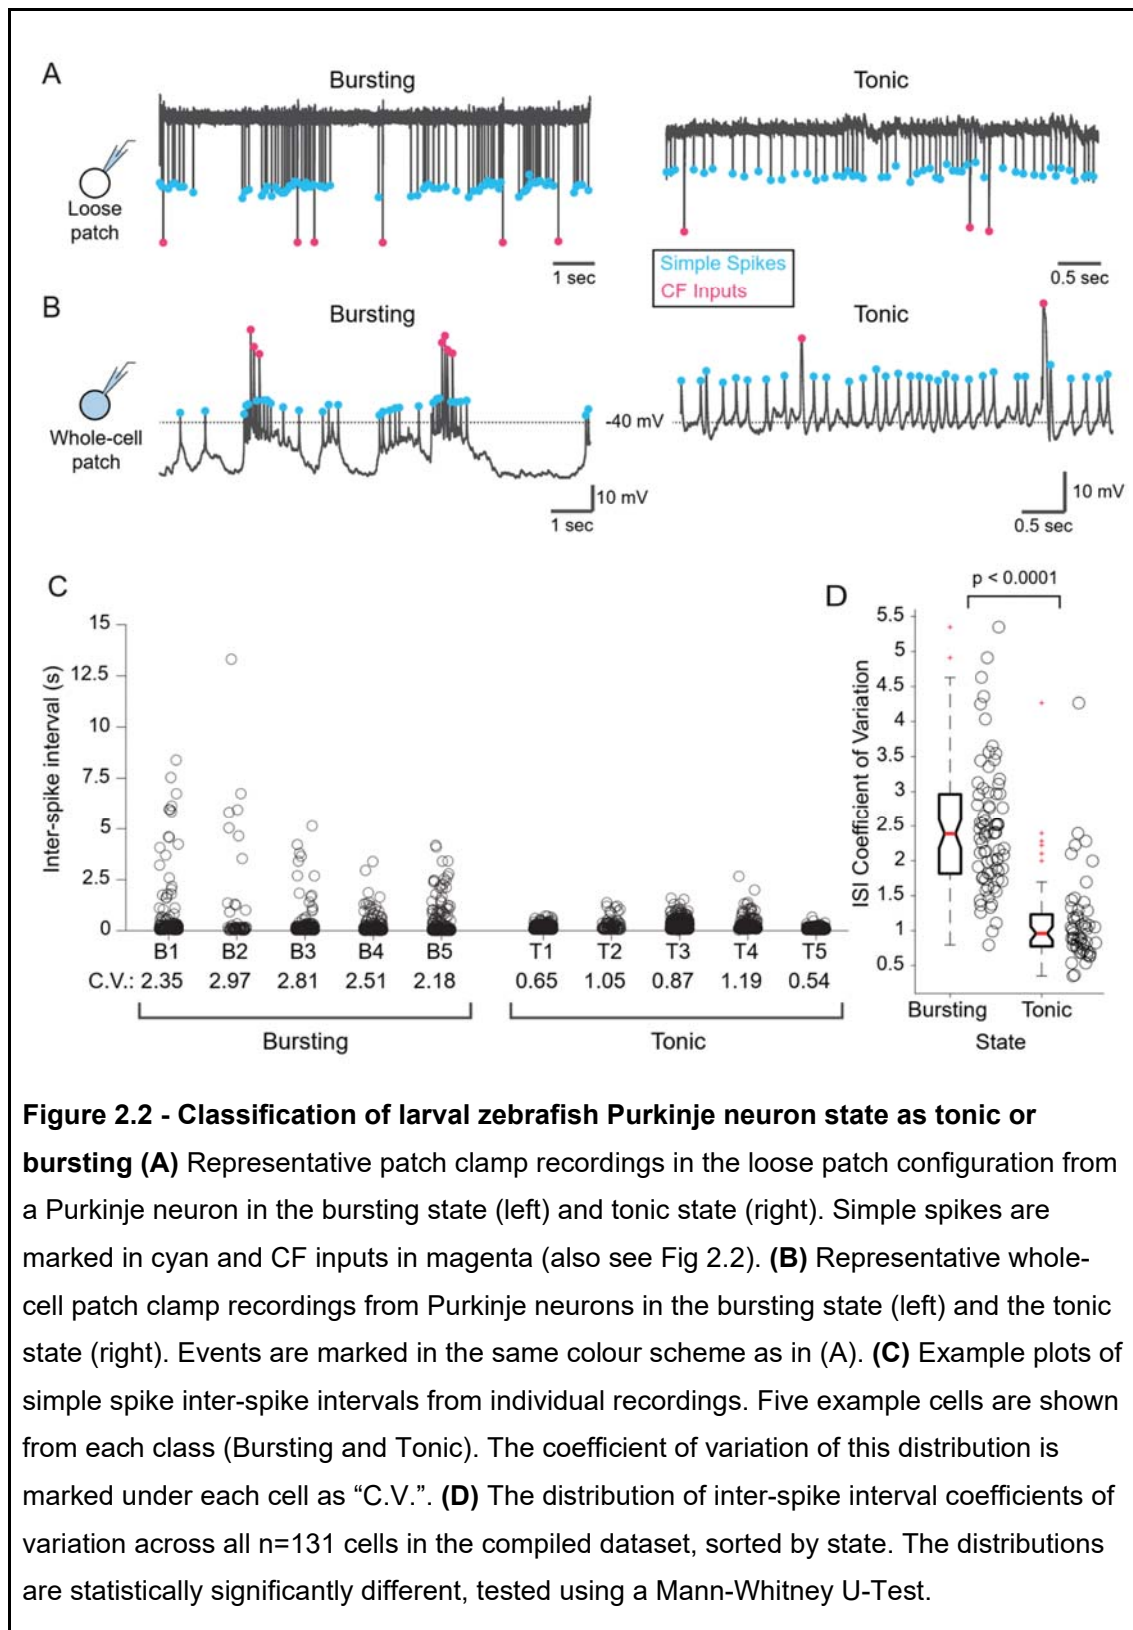 A
Bursting
Tonic
Loose
patch
1 sec
Simple Spikes
CF Inputs
0.5 sec
B
Bursting
Tonic
Whole-cell
patch
-40 mV
10 mV
1 sec
10 mV
0.5 sec
C
Inter-spike interval (s)
15
12.5
10
7.5
5
2.5
0
B1 B2 B3 B4 B5 T1 T2 T3 T4 T5
C.V.: 2.35 2.97 2.81 2.51 2.18 0.65 1.05 0.87 1.19 0.54
Bursting
Tonic
D
p < 0.0001
ISI Coefficient of Variation
5.5
5
4.5
4
3.5
3
2.5
2
1.5
1
0.5
Bursting Tonic
State
Figure 2.2 - Classification of larval zebrafish Purkinje neuron state as tonic or
bursting (A) Representative patch clamp recordings in the loose patch configuration from
a Purkinje neuron in the bursting state (left) and tonic state (right). Simple spikes are
marked in cyan and CF inputs in magenta (also see Fig 2.2). (B) Representative whole-
cell patch clamp recordings from Purkinje neurons in the bursting state (left) and the tonic
state (right). Events are marked in the same colour scheme as in (A). (C) Example plots of
simple spike inter-spike intervals from individual recordings. Five example cells are shown
from each class (Bursting and Tonic). The coefficient of variation of this distribution is
marked under each cell as “C.V.”. (D) The distribution of inter-spike interval coefficients of
variation across all n=131 cells in the compiled dataset, sorted by state. The distributions
are statistically significantly different, tested using a Mann-Whitney U-Test.